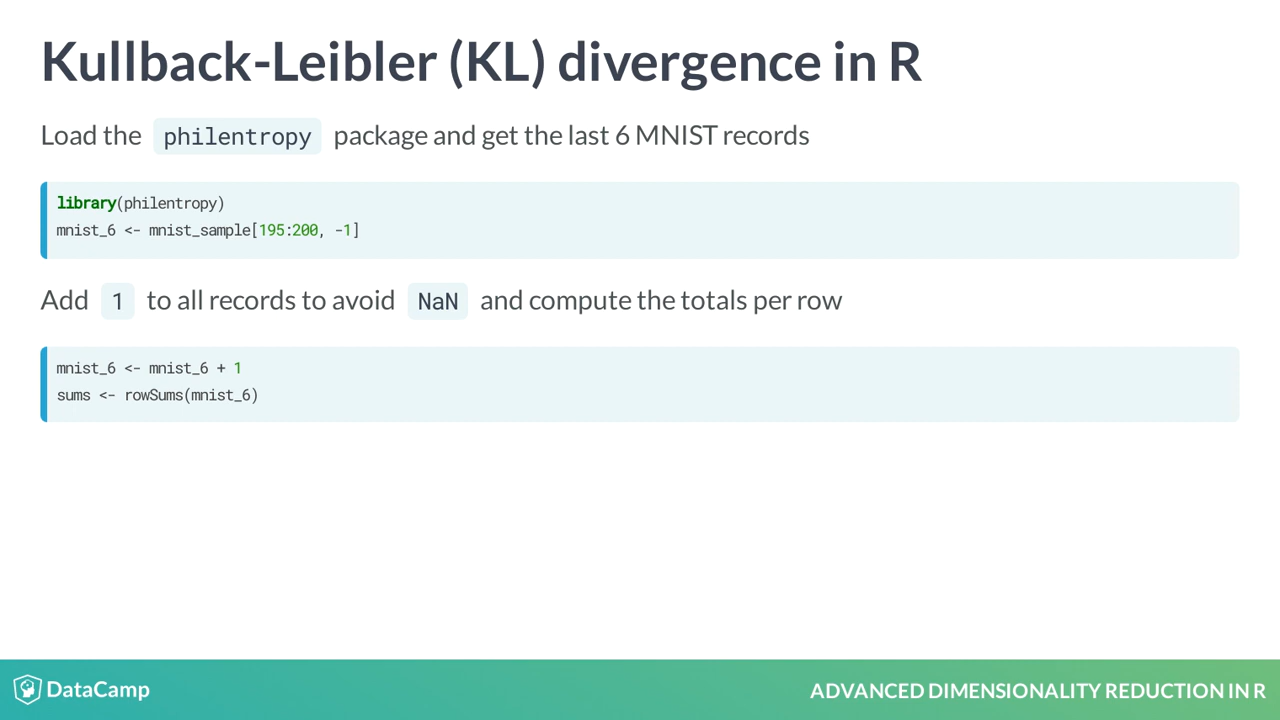 Kullback-Leibler (KL) divergence in R
Load the philentropy package and get the last 6 MNIST records
library(philentropy)
mnist_6 <- mnist_sample[195:200, -1]
Add 1 to all records to avoid NaN and compute the totals per row
mnist_6 <- mnist_6 + 1
sums <- rowSums(mnist_6)
DataCamp
ADVANCED DIMENSIONALITY REDUCTION IN R